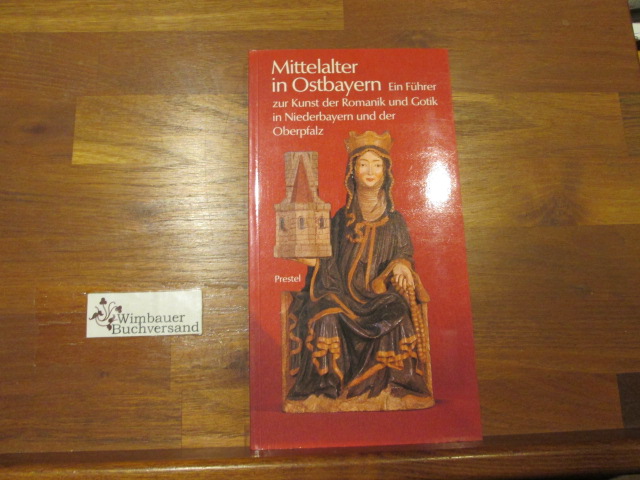 Mittelalter
in Ostbayern Ein Führer
zur Kunst der Romanik und Gotik
in Niederbayern und der
Oberpfalz
Prestel
Wimbauer
Buchversand